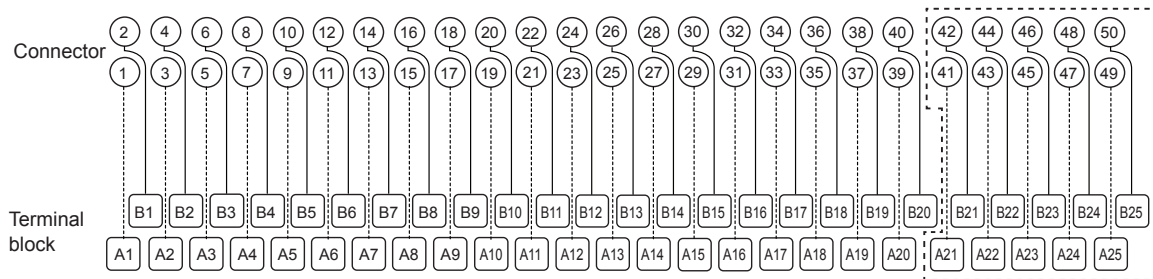 2 4 6 8 10 12 14 16 18 20 22 24 26 28 30 32 34 36 38 40 42 44 46 48 50
Connector
1 3 5 7 9 11 13 15 17 19 21 23 25 27 29 31 33 35 37 39 41 43 45 47 49
B1 B2 B3 B4 B5 B6 B7 B8 B9 B10 B11 B12 B13 B14 B15 B16 B17 B18 B19 B20 B21 B22 B23 B24 B25
Terminal
block
A1 A2 A3 A4 A5 A6 A7 A8 A9 A10 A11 A12 A13 A14 A15 A16 A17 A18 A19 A20 A21 A22 A23 A24 A25